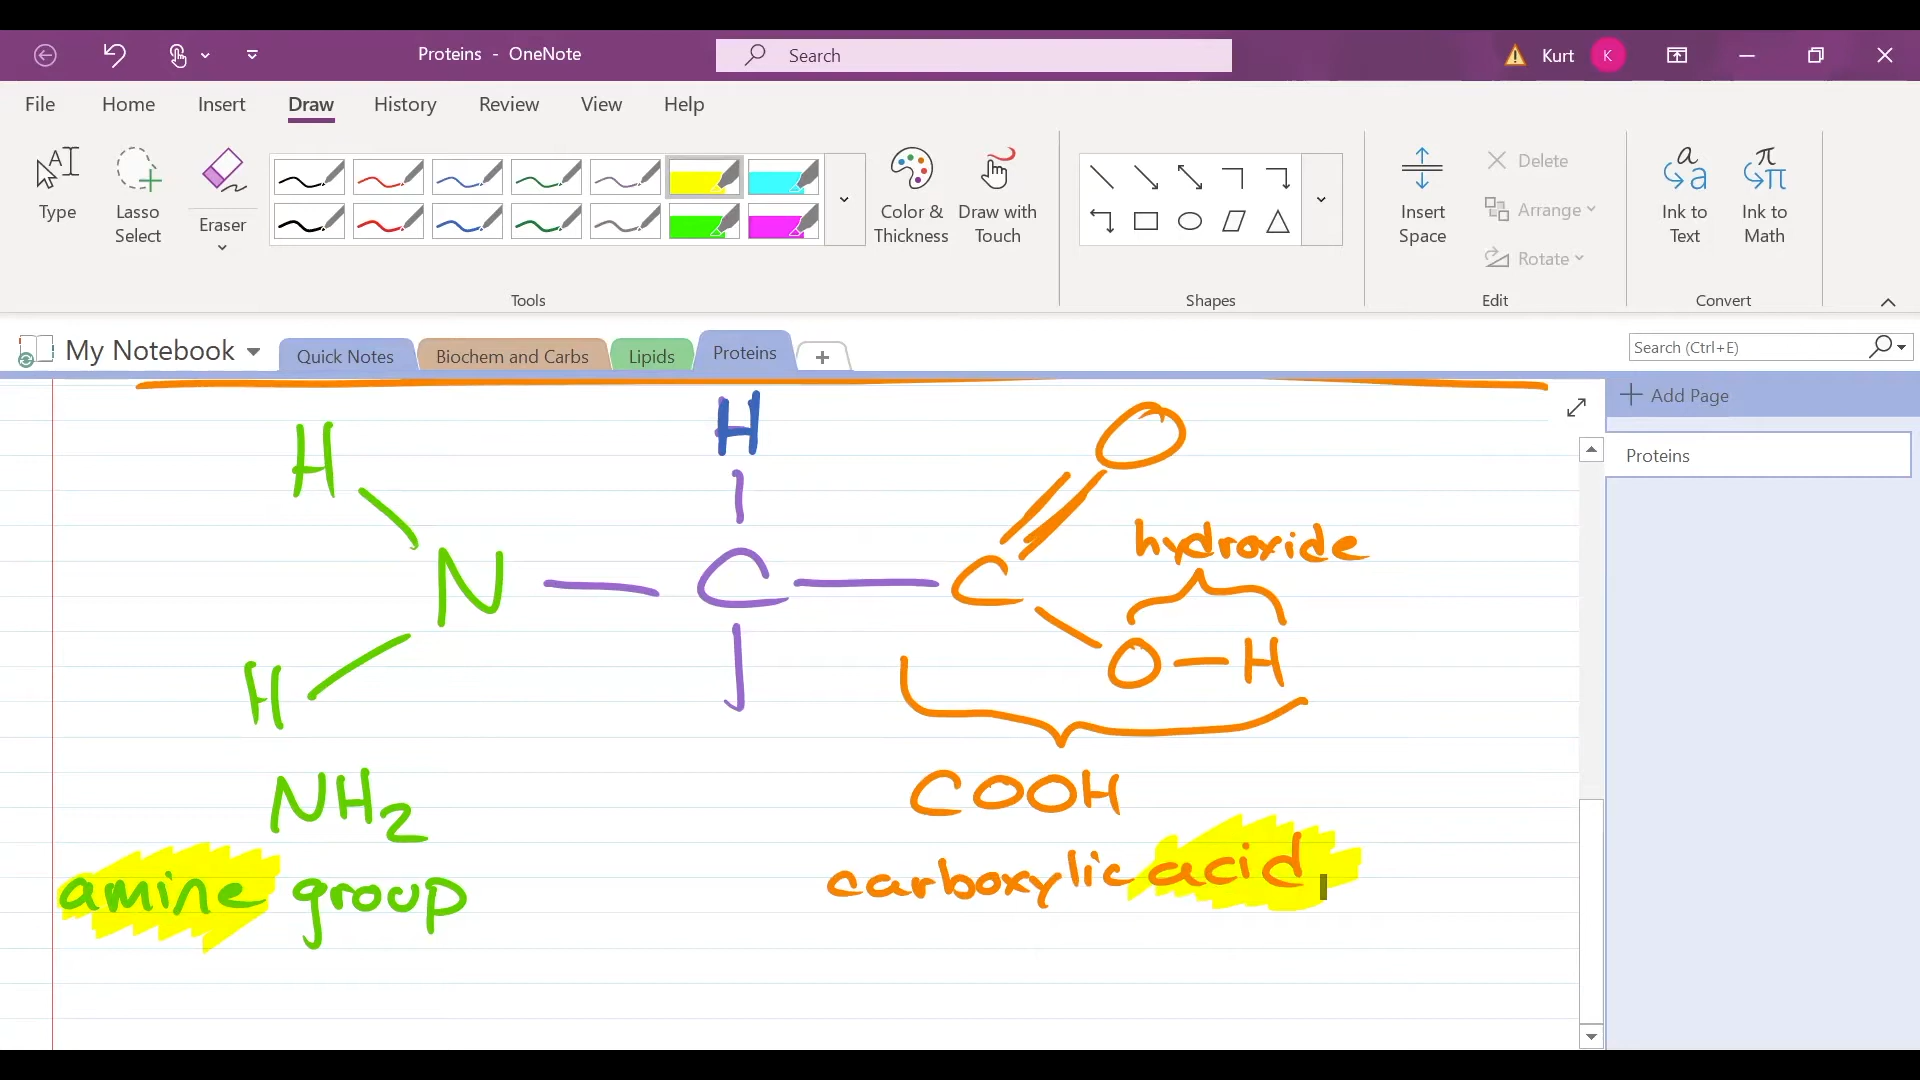 Proteins - OneNote
Search
Kurt
K
File Home Insert Draw History Review View Help
Type
Lasso Select
Eraser
Color & Thickness
Draw with Touch
Insert Space
Delete
Arrange
Rotate
Ink to Text
Ink to Math
Tools
Shapes
Edit
Convert
My Notebook
Quick Notes
Biochem and Carbs
Lipids
Proteins
Search (Ctrl+E)
Add Page
Proteins
H
H
O
hydroxide
N — C — C
O — H
H
NH2
COOH
amine group
carboxylic acid